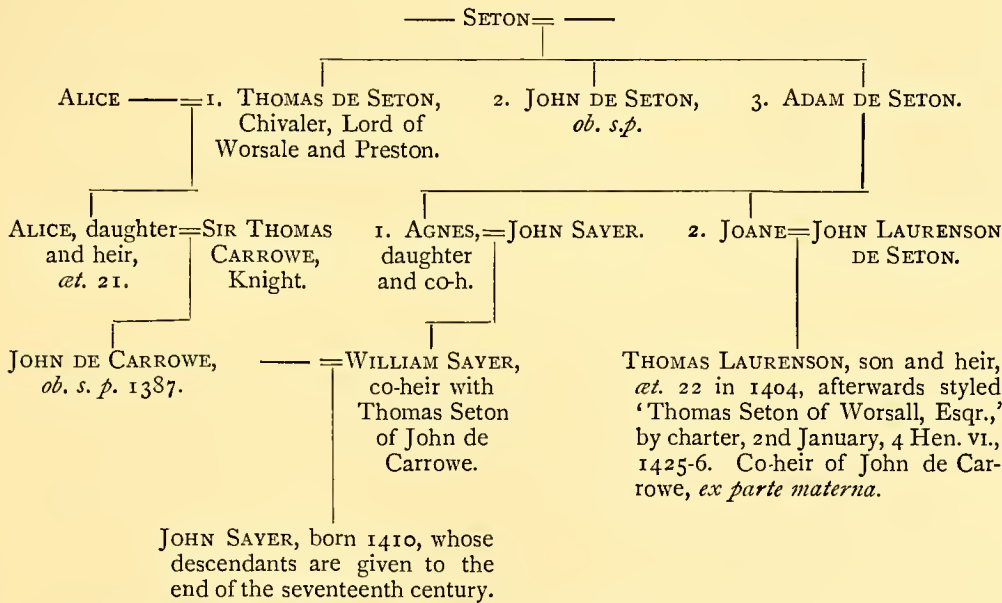 —— SETON= ——
ALICE ——=1. THOMAS DE SETON,
Chivaler, Lord of
Worsale and Preston.
2. JOHN DE SETON,
ob. s.p.
3. ADAM DE SETON.
ALICE, daughter=SIR THOMAS
and heir,
æt. 21.
CARROWE,
Knight.
1. AGNES,=JOHN SAYER.
daughter
and co-h.
2. JOANE=JOHN LAURENSON
DE SETON.
JOHN DE CARROWE,
ob. s. p. 1387.
—— =WILLIAM SAYER,
co-heir with
Thomas Seton
of John de
Carrowe.
THOMAS LAURENSON, son and heir,
æt. 22 in 1404, afterwards styled
‘Thomas Seton of Worsall, Esqr.,’
by charter, 2nd January, 4 Hen. VI.,
1425-6. Co-heir of John de Car-
rowe, ex parte materna.
JOHN SAYER, born 1410, whose
descendants are given to the
end of the seventeenth century.